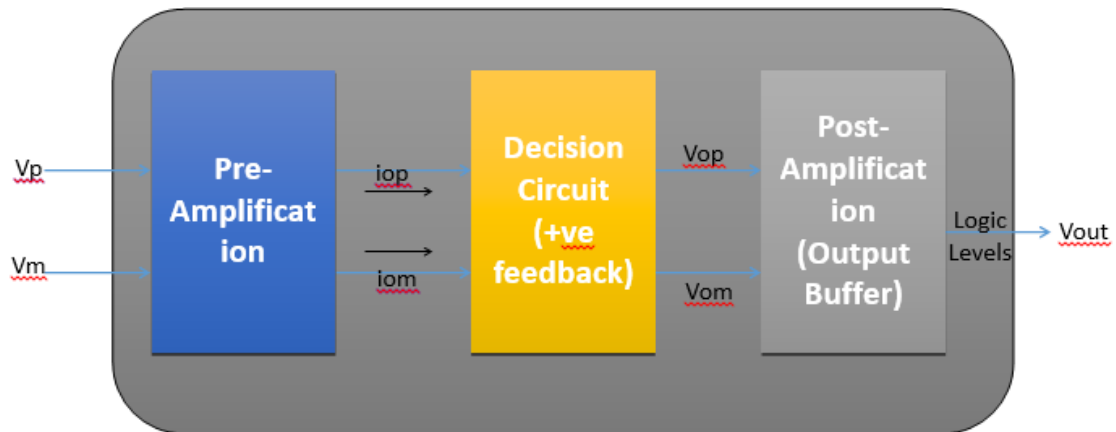 Vp
Vm
Pre-
Amplificat
ion
iop
iom
Decision
Circuit
(+ve
feedback)
Vop
Vom
Post-
Amplificat
ion
(Output
Buffer)
Logic
Levels
Vout